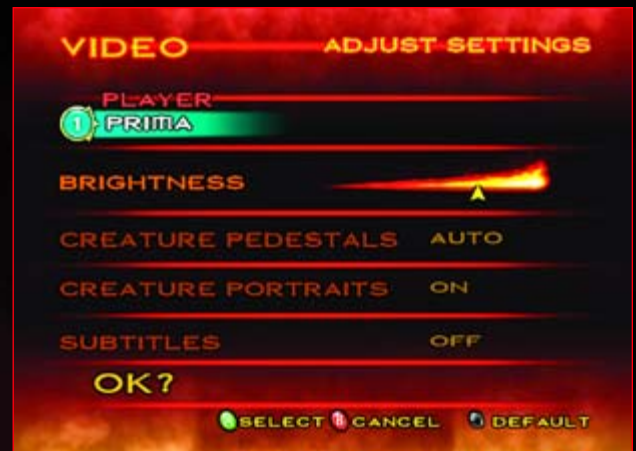 VIDEO ADJUST SETTINGS
PLAYER
1 PRIMA
BRIGHTNESS
CREATURE PEDESTALS AUTO
CREATURE PORTRAITS ON
SUBTITLES OFF
OK?
A SELECT B CANCEL DEFAULT